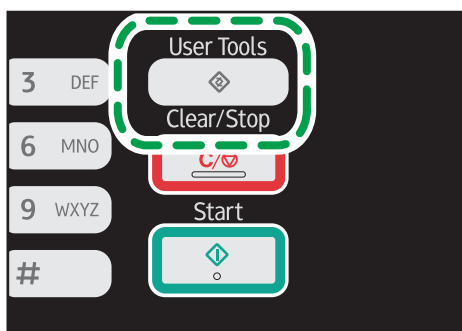 User Tools
3 DEF
Clear/Stop
6 MNO
C/
9 WXYZ
Start
#